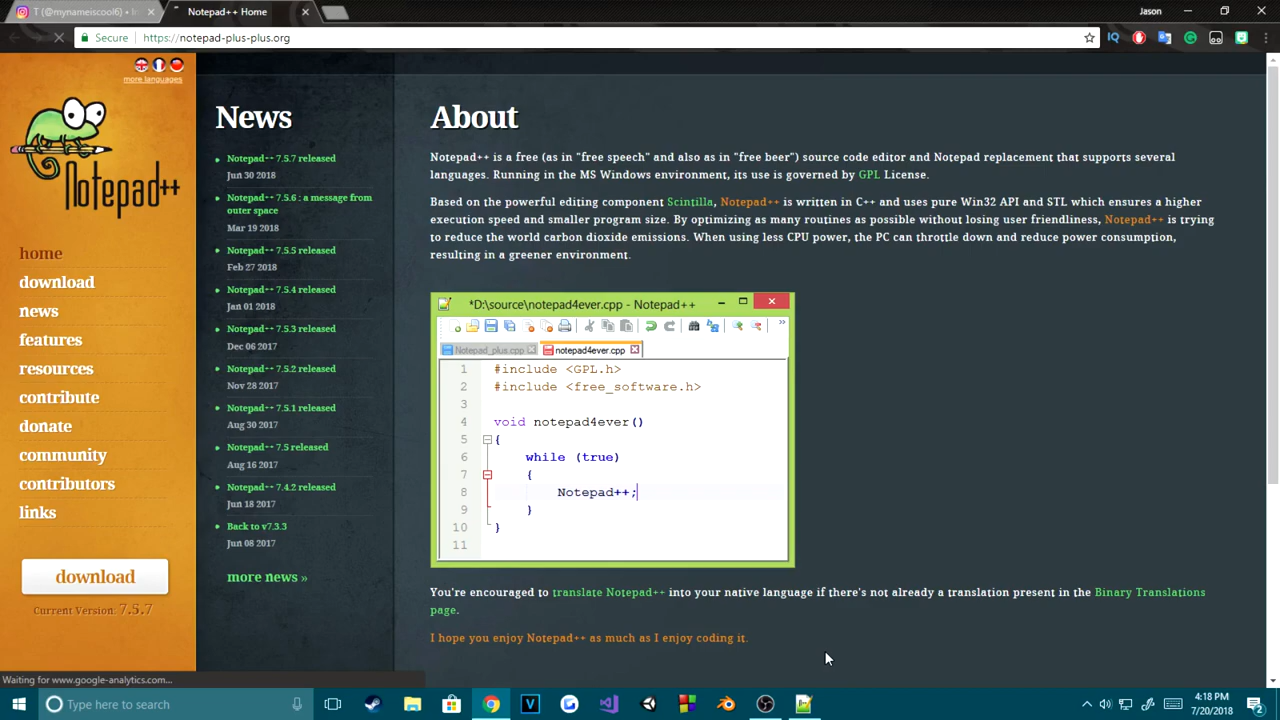 T (@mynameiscool6) • I
Notepad++ Home
Jason
Secure
https://notepad-plus-plus.org
more languages
Notepad++
home
download
news
features
resources
contribute
donate
community
contributors
links
download
Current Version: 7.5.7
News
Notepad++ 7.5.7 released
Jun 30 2018
Notepad++ 7.5.6 : a message from
outer space
Mar 19 2018
Notepad++ 7.5.5 released
Feb 27 2018
Notepad++ 7.5.4 released
Jan 01 2018
Notepad++ 7.5.3 released
Dec 06 2017
Notepad++ 7.5.2 released
Nov 28 2017
Notepad++ 7.5.1 released
Aug 30 2017
Notepad++ 7.5 released
Aug 16 2017
Notepad++ 7.4.2 released
Jun 18 2017
Back to v7.3.3
Jun 08 2017
more news »
About
Notepad++ is a free (as in "free speech" and also as in "free beer") source code editor and Notepad replacement that supports several
languages. Running in the MS Windows environment, its use is governed by GPL License.
Based on the powerful editing component Scintilla, Notepad++ is written in C++ and uses pure Win32 API and STL which ensures a higher
execution speed and smaller program size. By optimizing as many routines as possible without losing user friendliness, Notepad++ is trying
to reduce the world carbon dioxide emissions. When using less CPU power, the PC can throttle down and reduce power consumption,
resulting in a greener environment.
*D:\source\notepad4ever.cpp - Notepad++
Notepad_plus.cpp
notepad4ever.cpp
1 #include <GPL.h>
2 #include <free_software.h>
3
4 void notepad4ever()
5 {
6 while (true)
7 {
8 Notepad++;
9 }
10 }
11
You're encouraged to translate Notepad++ into your native language if there's not already a translation present in the Binary Translations
page.
I hope you enjoy Notepad++ as much as I enjoy coding it.
Waiting for www.google-analytics.com...
Type here to search
4:18 PM
7/20/2018
2